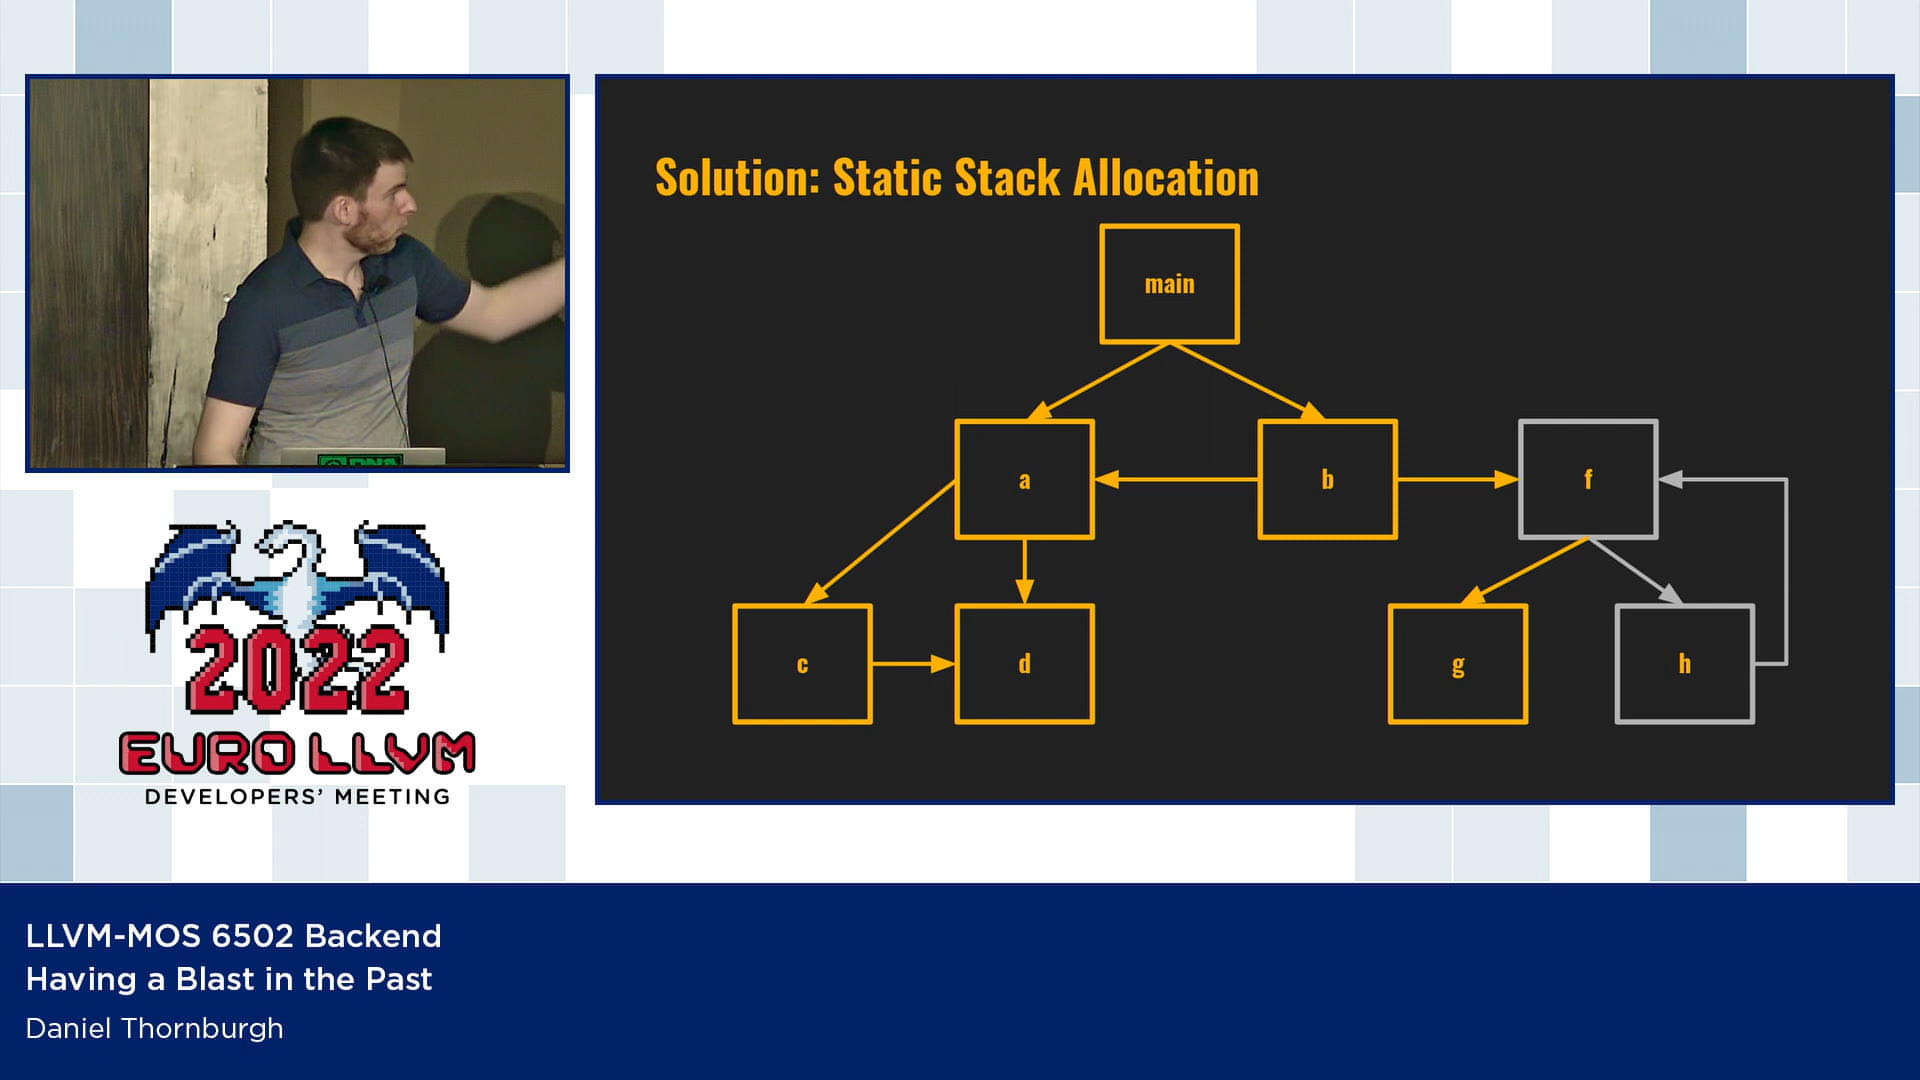 Solution: Static Stack Allocation
main
a
b
f
c
d
g
h
2022
EURO LLVM
DEVELOPERS' MEETING
LLVM-MOS 6502 Backend
Having a Blast in the Past
Daniel Thornburgh